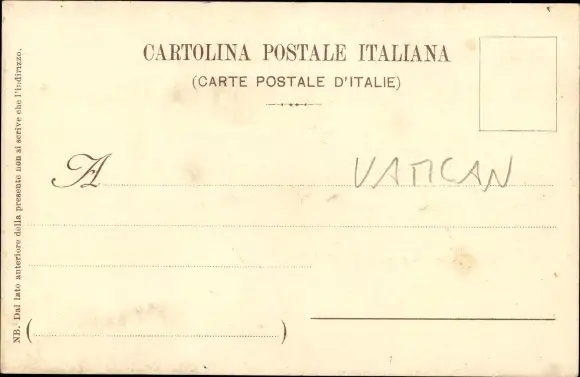 CARTOLINA POSTALE ITALIANA
(CARTE POSTALE D'ITALIE)
A
VATICAN
( )
NB. Dal lato anteriore della presente non si scrive che l'indirizzo.